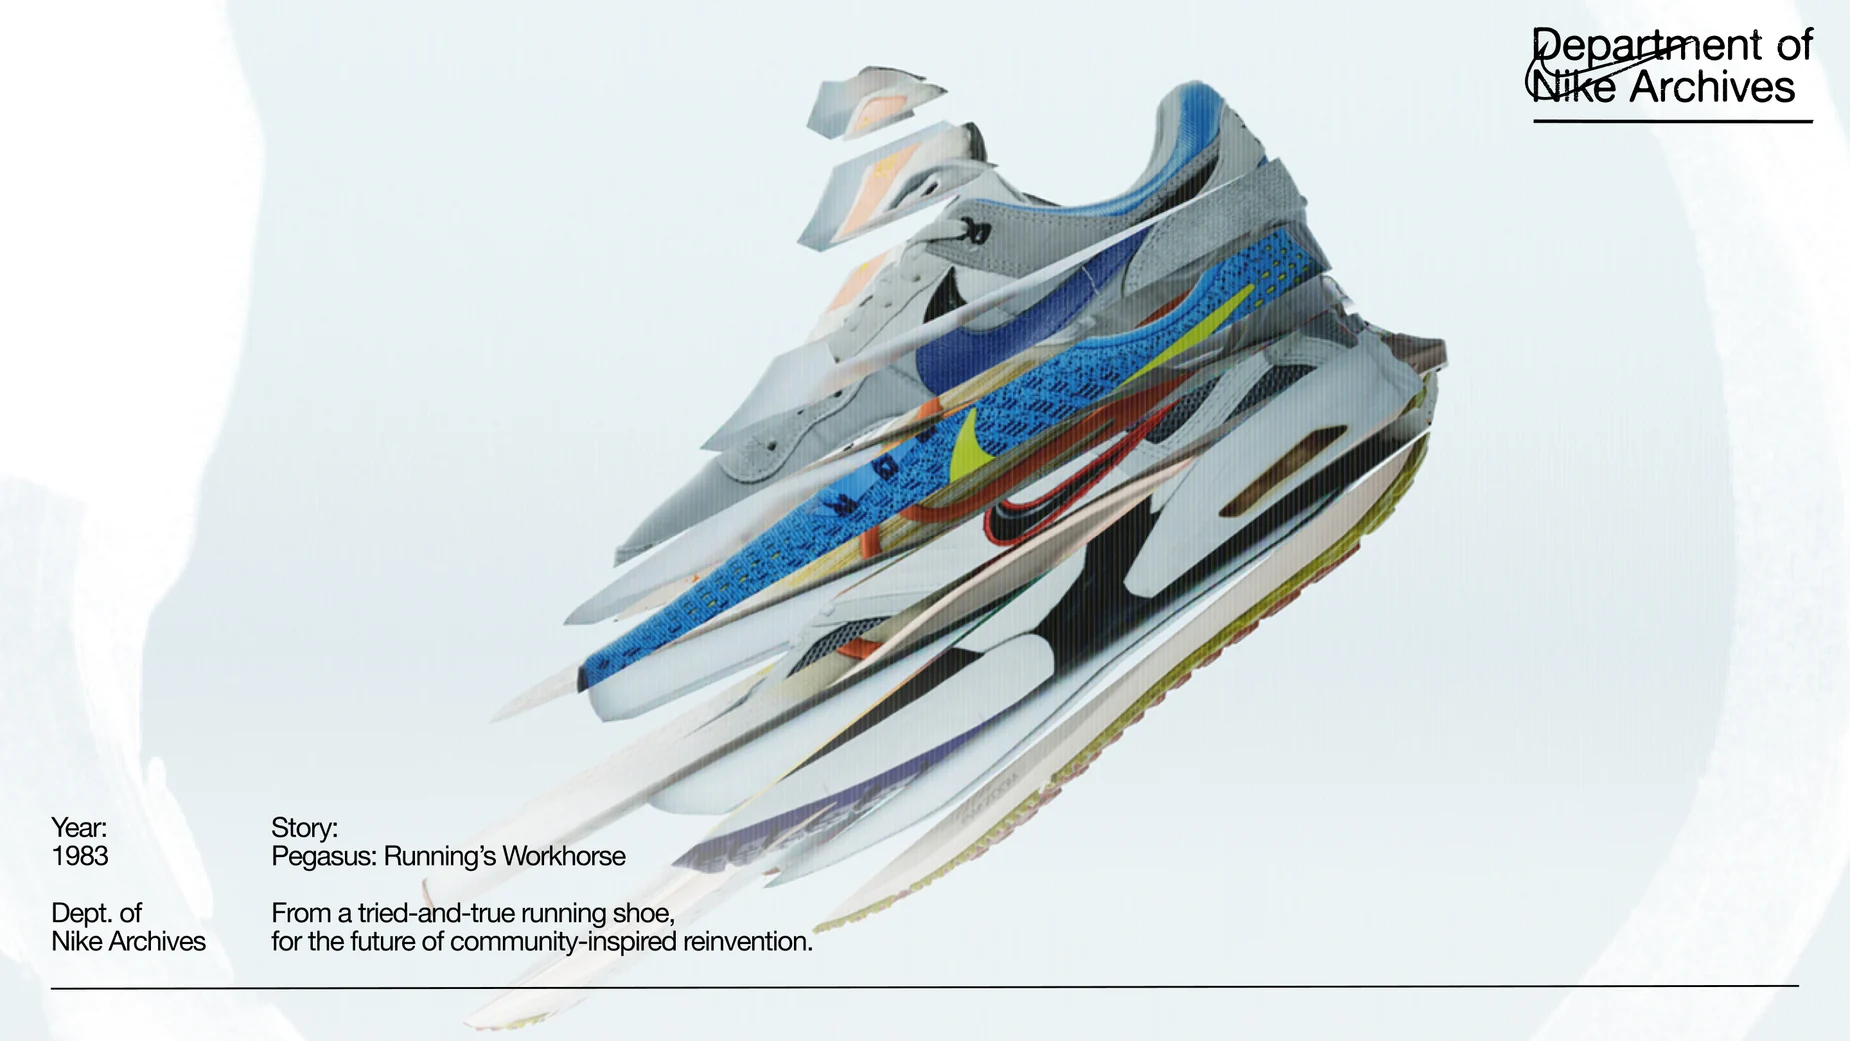 Department of
Nike Archives
Year:
1983
Story:
Pegasus: Running's Workhorse
Dept. of
Nike Archives
From a tried-and-true running shoe,
for the future of community-inspired reinvention.